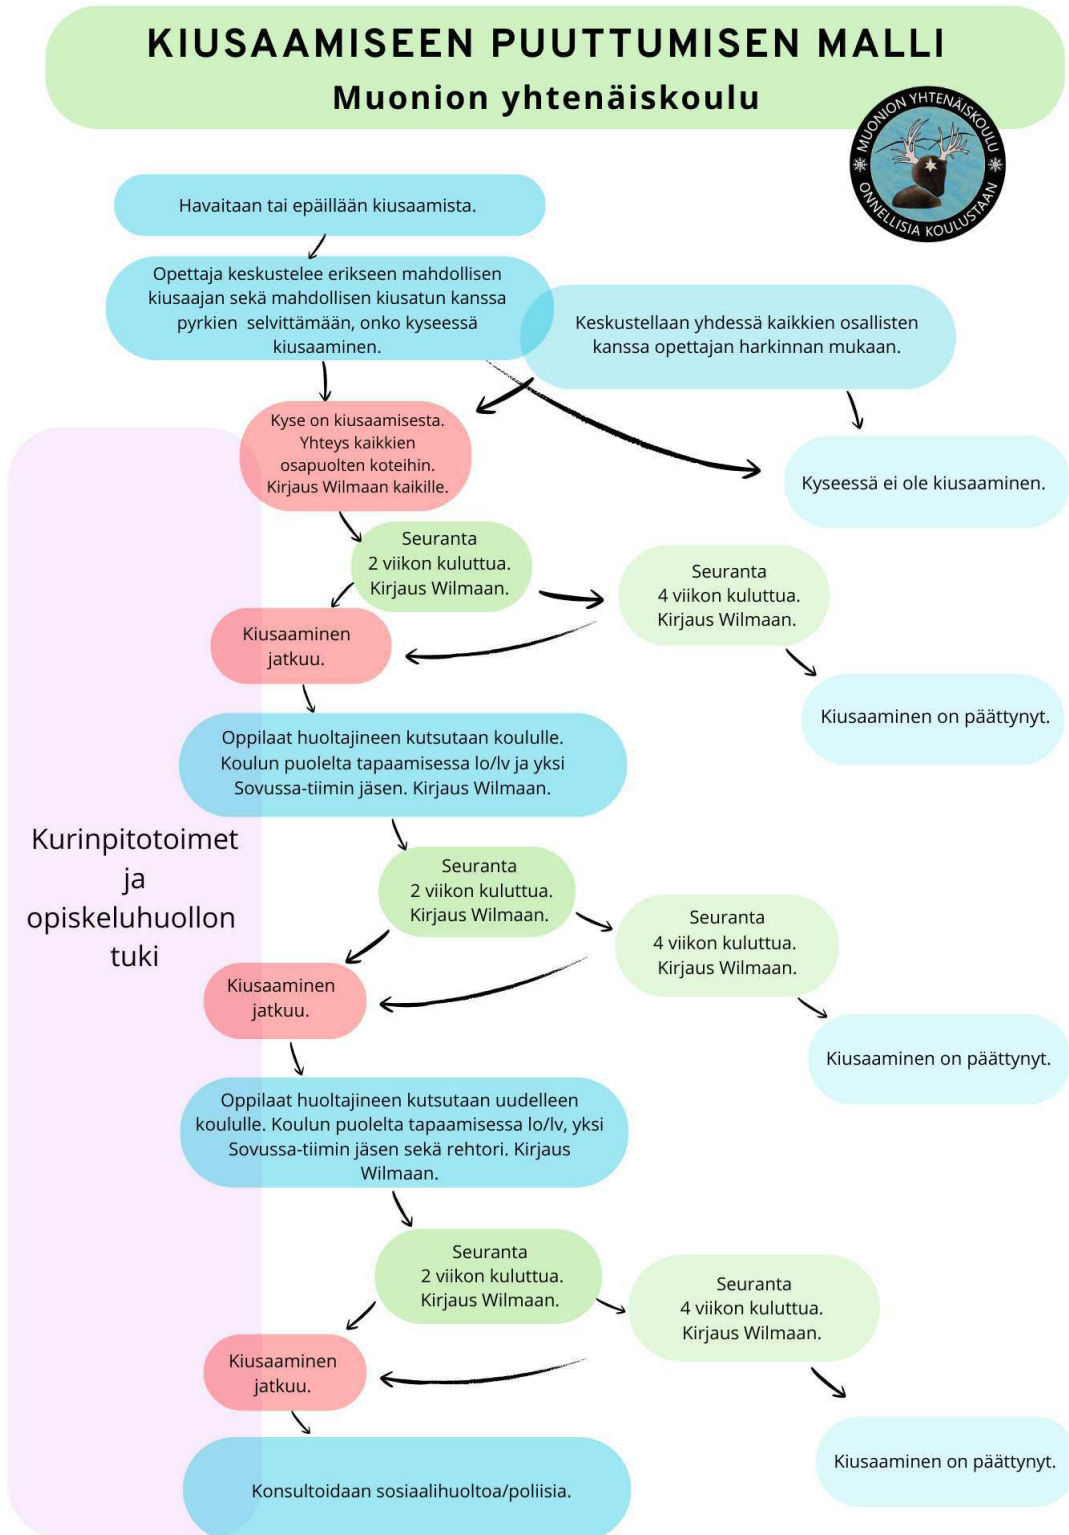 KIUSAAMISEEN PUUTTUMISEN MALLI
Muonion yhtenäiskoulu
MUONION YHTENÄISKOULU
ONNELLISIA KOULUSTAAN
Havaitaan tai epäillään kiusaamista.
Opettaja keskustelee erikseen mahdollisen
kiusaajan sekä mahdollisen kiusatun kanssa
pyrkien selvittämään, onko kyseessä
kiusaaminen.
Keskustellaan yhdessä kaikkien osallisten
kanssa opettajan harkinnan mukaan.
Kyse on kiusaamisesta.
Yhteys kaikkien
osapuolten koteihin.
Kirjaus Wilmaan kaikille.
Kyseessä ei ole kiusaaminen.
Seuranta
2 viikon kuluttua.
Kirjaus Wilmaan.
Seuranta
4 viikon kuluttua.
Kirjaus Wilmaan.
Kiusaaminen
jatkuu.
Kiusaaminen on päättynyt.
Oppilaat huoltajineen kutsutaan koululle.
Koulun puolelta tapaamisessa lo/lv ja yksi
Sovussa-tiimin jäsen. Kirjaus Wilmaan.
Kurinpitotoimet
ja
opiskeluhuollon
tuki
Seuranta
2 viikon kuluttua.
Kirjaus Wilmaan.
Seuranta
4 viikon kuluttua.
Kirjaus Wilmaan.
Kiusaaminen
jatkuu.
Kiusaaminen on päättynyt.
Oppilaat huoltajineen kutsutaan uudelleen
koululle. Koulun puolelta tapaamisessa lo/lv, yksi
Sovussa-tiimin jäsen sekä rehtori. Kirjaus
Wilmaan.
Seuranta
2 viikon kuluttua.
Kirjaus Wilmaan.
Seuranta
4 viikon kuluttua.
Kirjaus Wilmaan.
Kiusaaminen
jatkuu.
Kiusaaminen on päättynyt.
Konsultoidaan sosiaalihuoltoa/poliisia.